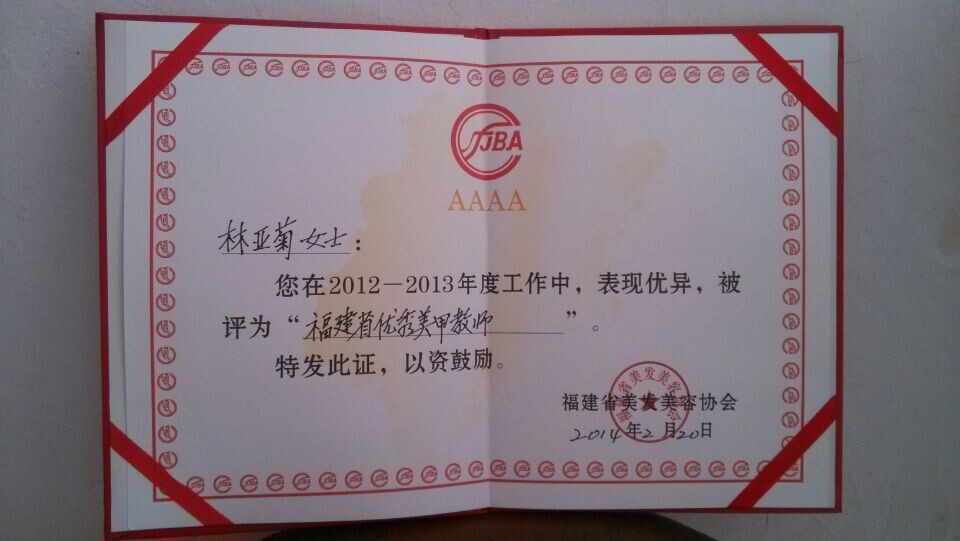 FJBA
AAAA
林亚菊女士：
您在2012－2013年度工作中，表现优异，被
评为“福建省优秀美甲教师”。
特发此证，以资鼓励。
福建省美发美容协会
2014年2月20日